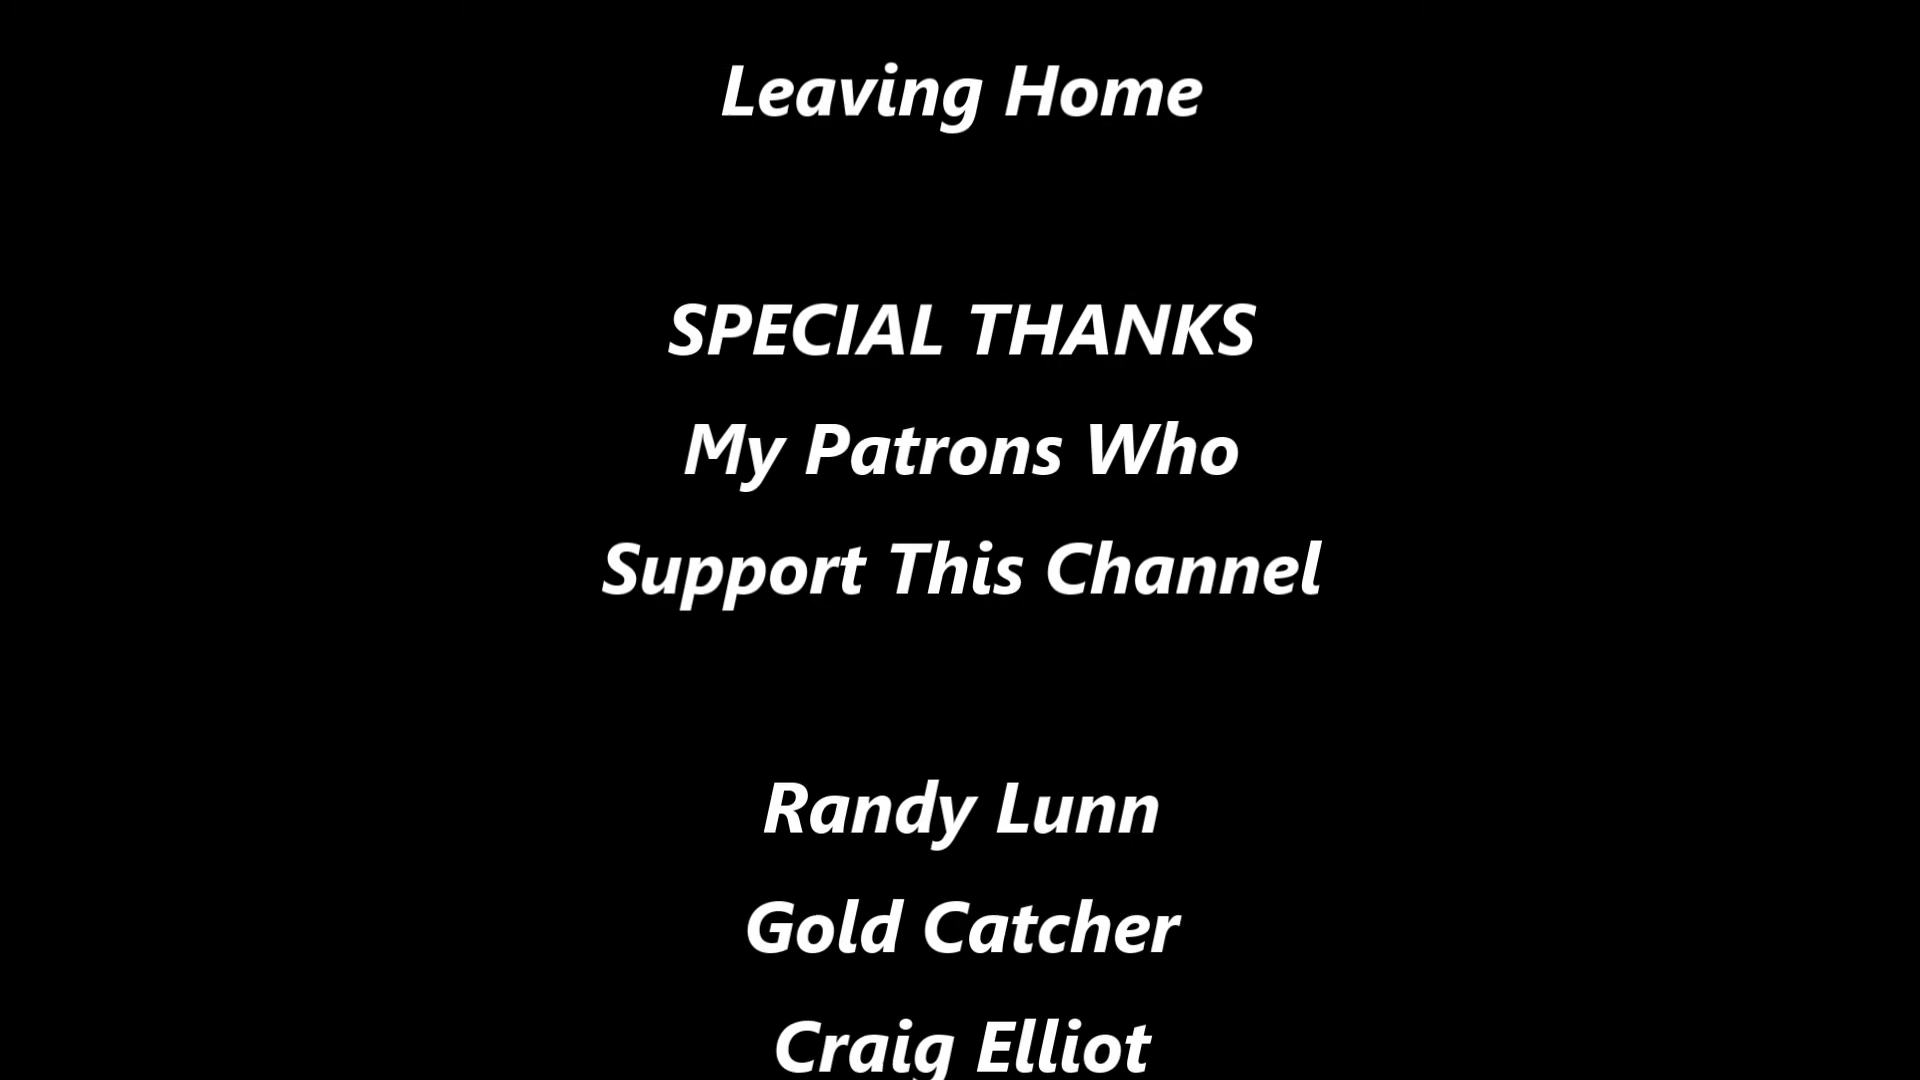 Leaving Home
SPECIAL THANKS
My Patrons Who
Support This Channel
Randy Lunn
Gold Catcher
Craig Elliot